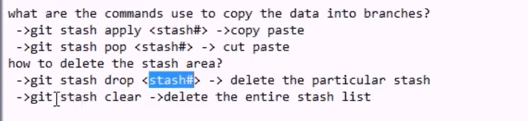 what are the commands use to copy the data into branches?
->git stash apply <stash#> ->copy paste
->git stash pop <stash#> -> cut paste
how to delete the stash area?
->git stash drop <stash#> -> delete the particular stash
->git stash clear ->delete the entire stash list